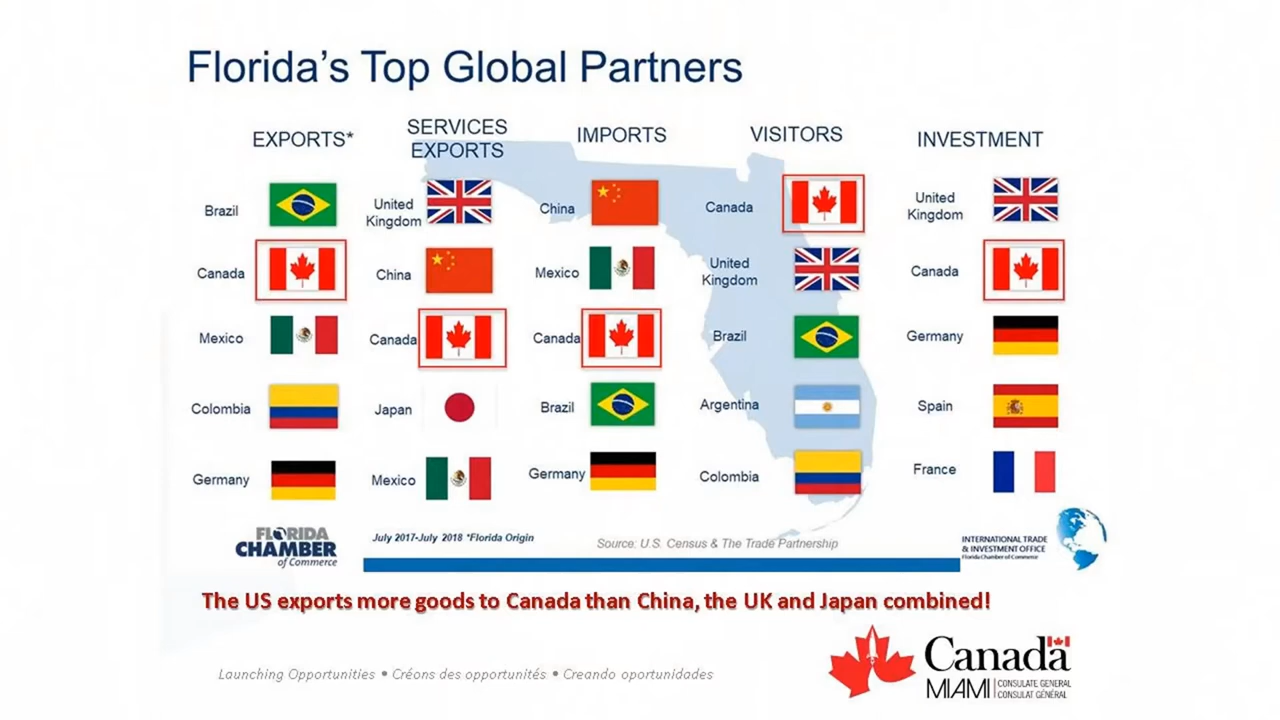 Florida's Top Global Partners
EXPORTS*
Brazil
Canada
Mexico
Colombia
Germany
SERVICES
EXPORTS
United
Kingdom
China
Canada
Japan
Mexico
IMPORTS
China
Mexico
Canada
Brazil
Germany
VISITORS
Canada
United
Kingdom
Brazil
Argentina
Colombia
INVESTMENT
United
Kingdom
Canada
Germany
Spain
France
FLORIDA
CHAMBER
of Commerce
July 2017-July 2018 *Florida Origin
Source: U.S. Census & The Trade Partnership
INTERNATIONAL TRADE
& INVESTMENT OFFICE
Florida Chamber of Commerce
The US exports more goods to Canada than China, the UK and Japan combined!
Launching Opportunities • Créons des opportunités • Creando oportunidades
Canada
MIAMI
CONSULATE GENERAL
CONSULAT GÉNÉRAL